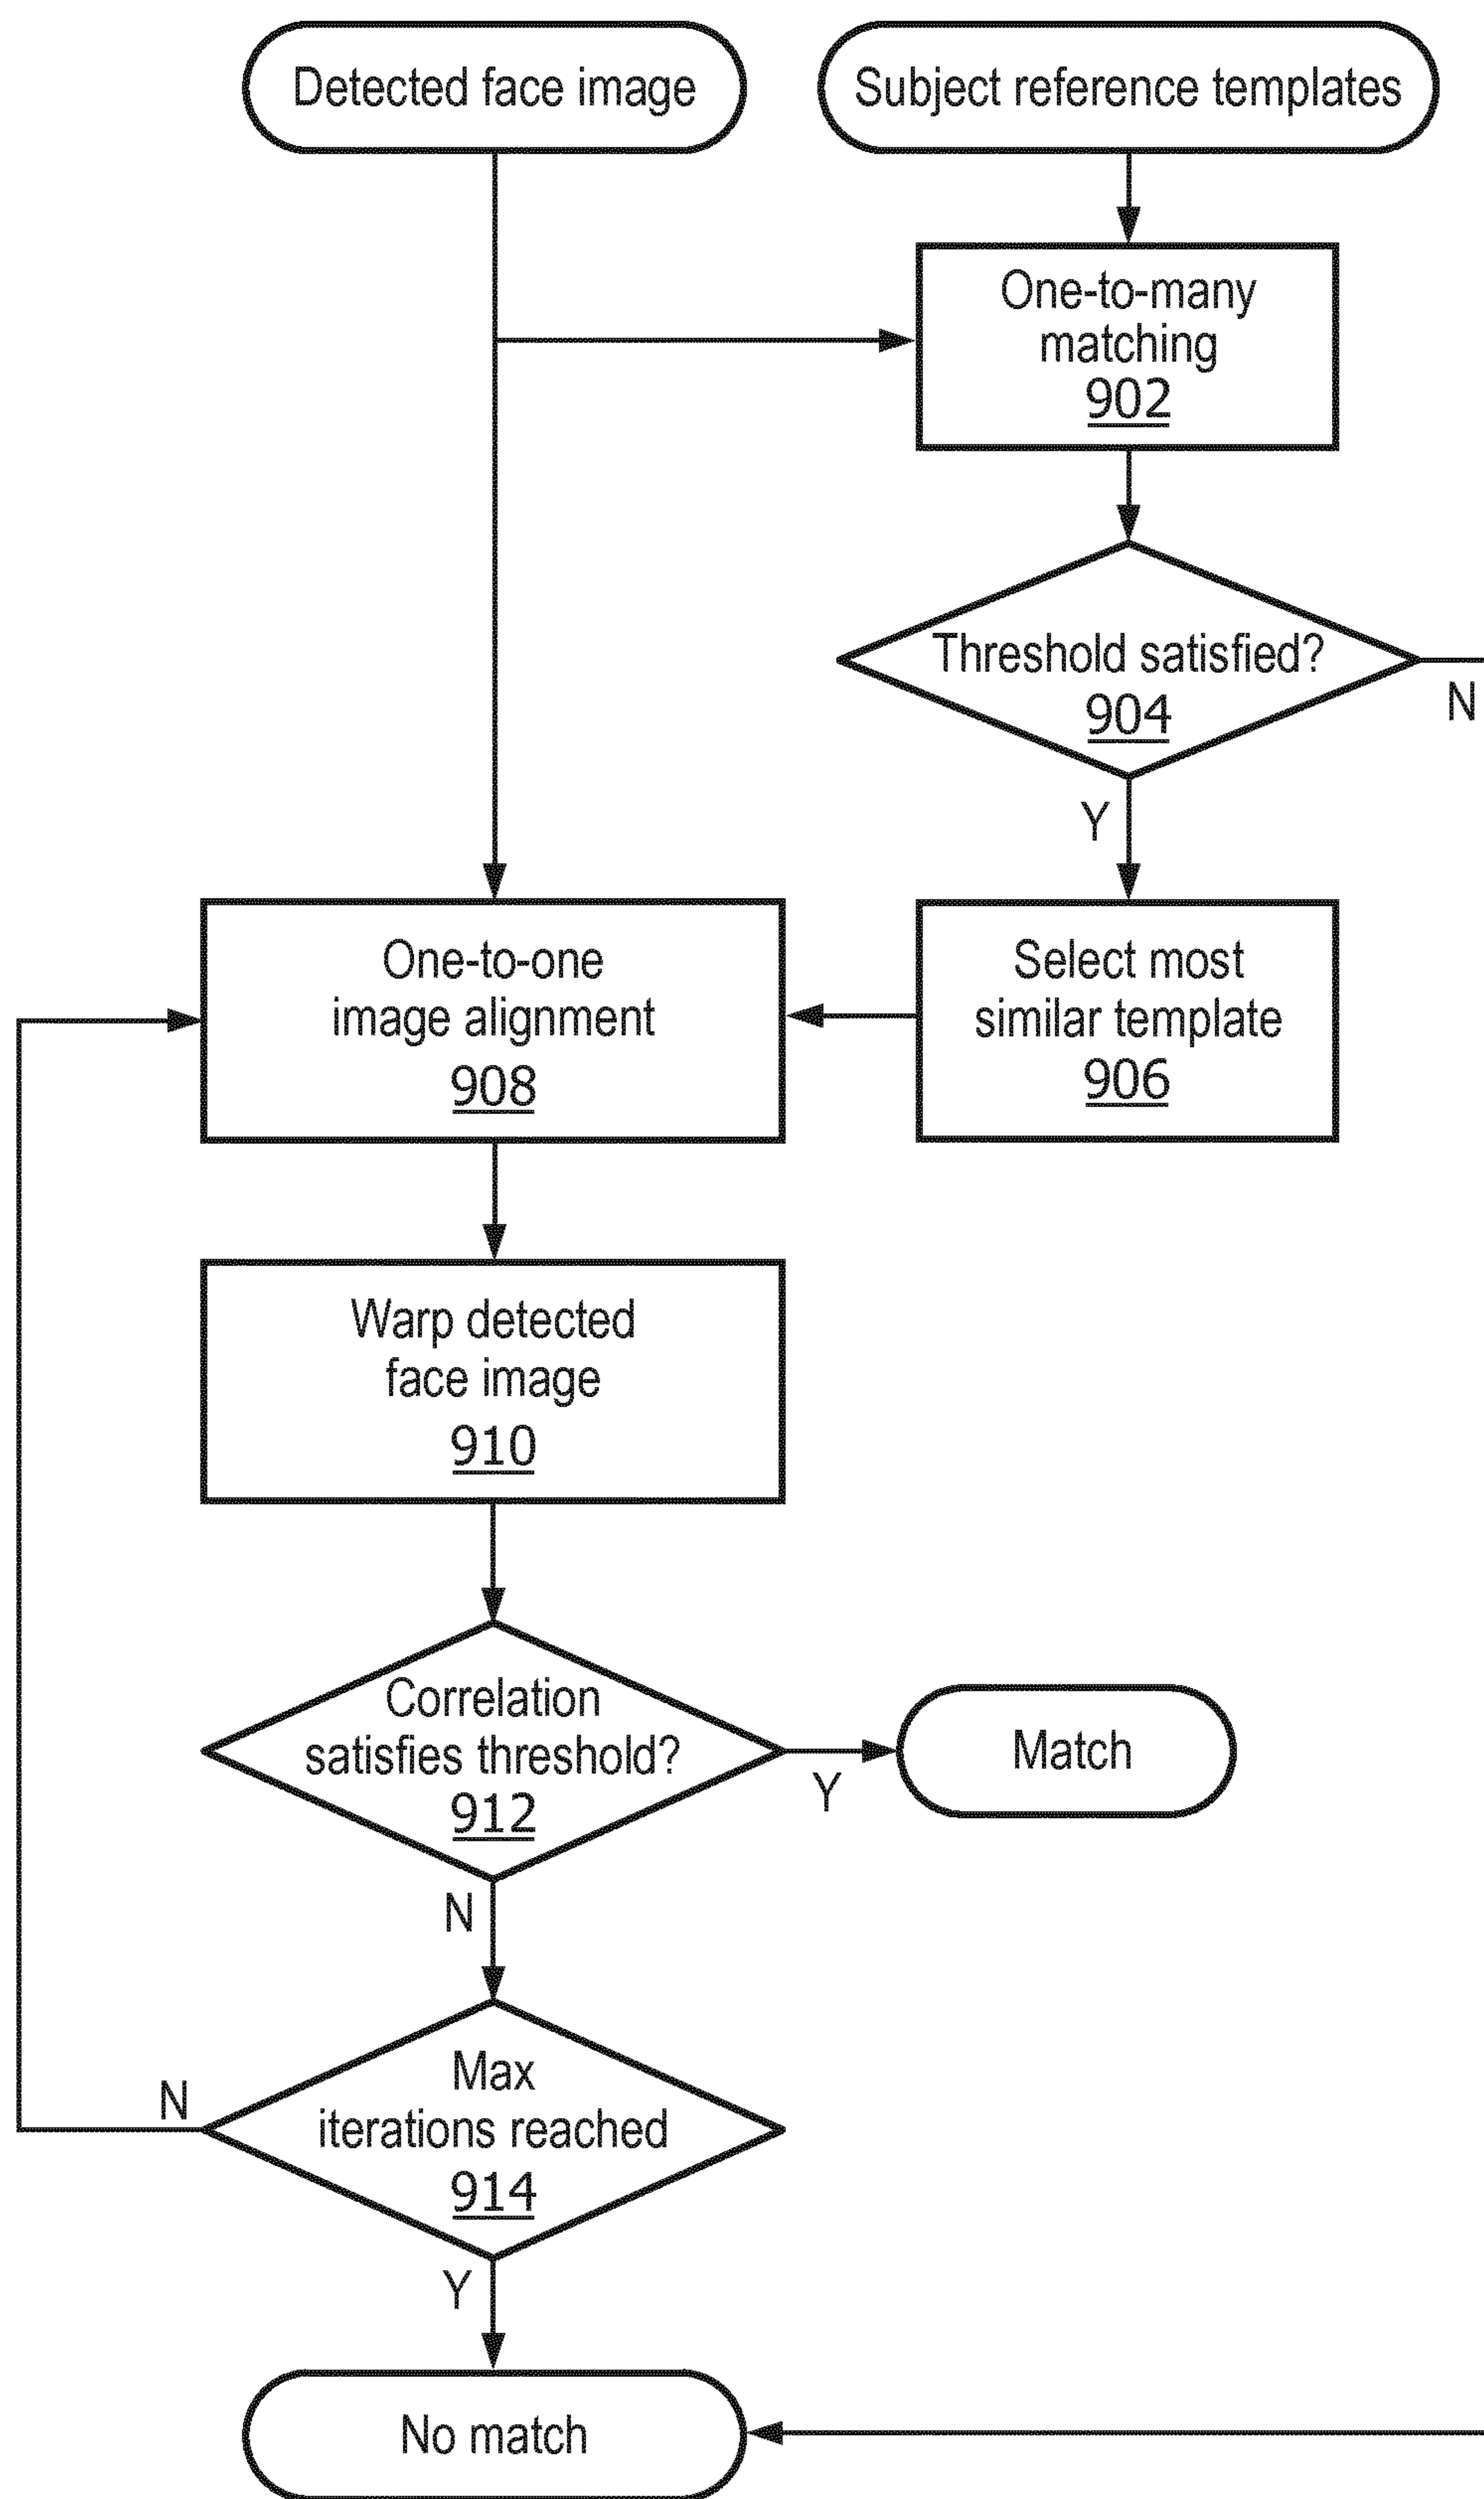 Detected face image
Subject reference templates
One-to-many
matching
902
Threshold satisfied?
904
N
Y
One-to-one
image alignment
908
Select most
similar template
906
Warp detected
face image
910
Correlation
satisfies threshold?
912
Y
Match
N
Max
iterations reached
914
N
Y
No match